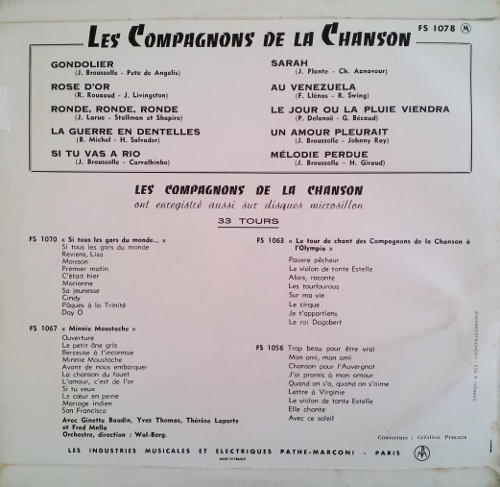 LES COMPAGNONS DE LA CHANSON
FS 1078 M
GONDOLIER
(J. Broussolle - Pete de Angelis)
ROSE D'OR
(R. Rouzaud - J. Livingston)
RONDE, RONDE, RONDE
(J. Larue - Stallman et Shapiro)
LA GUERRE EN DENTELLES
(B. Michel - H. Salvador)
SI TU VAS A RIO
(J. Broussolle - Carvalhinho)
SARAH
(J. Plante - Ch. Aznavour)
AU VENEZUELA
(F. Llénas - R. Swing)
LE JOUR OU LA PLUIE VIENDRA
(P. Delanoë - G. Bécaud)
UN AMOUR PLEURAIT
(J. Broussolle - Johnny Ray)
MÉLODIE PERDUE
(J. Broussolle - H. Giraud)
LES COMPAGNONS DE LA CHANSON
ont enregistré aussi sur disques microsillon
33 TOURS
FS 1070 « Si tous les gars du monde... »
Si tous les gars du monde
Reviens, Lisa
Moisson
Premier matin
C'était hier
Marianne
Sa jeunesse
Cindy
Pâques à la Trinité
Day O
FS 1067 « Minnie Moustache »
Ouverture
Le petit âne gris
Berceuse à l'inconnue
Minnie Moustache
Avant de nous embarquer
La chanson du fouet
L'amour, c'est de l'or
Si tu veux
Le cœur en peine
Mariage indien
San Francisco
Avec Ginette Baudin, Yves Thomas, Thérèse Laporte
et Fred Mella
Orchestre, direction : Wal-Berg.
FS 1063 « Le tour de chant des Compagnons de la Chanson à
l'Olympia »
Pauvre pêcheur
Le violon de tante Estelle
Alors, raconte
Les tourlourous
Sur ma vie
Le cirque
Je t'appartiens
Le roi Dagobert
FS 1056 Trop beau pour être vrai
Mon ami, mon ami
Chanson pour l'Auvergnat
J'ai promis à mon amour
Quand on s'a, quand on s'aime
Lettre à Virginie
Le violon de tante Estelle
Elle chante
Avec ce soleil
Couverture : Création PUBLIDIS
LES INDUSTRIES MUSICALES ET ELECTRIQUES PATHE-MARCONI - PARIS
MADE IN FRANCE